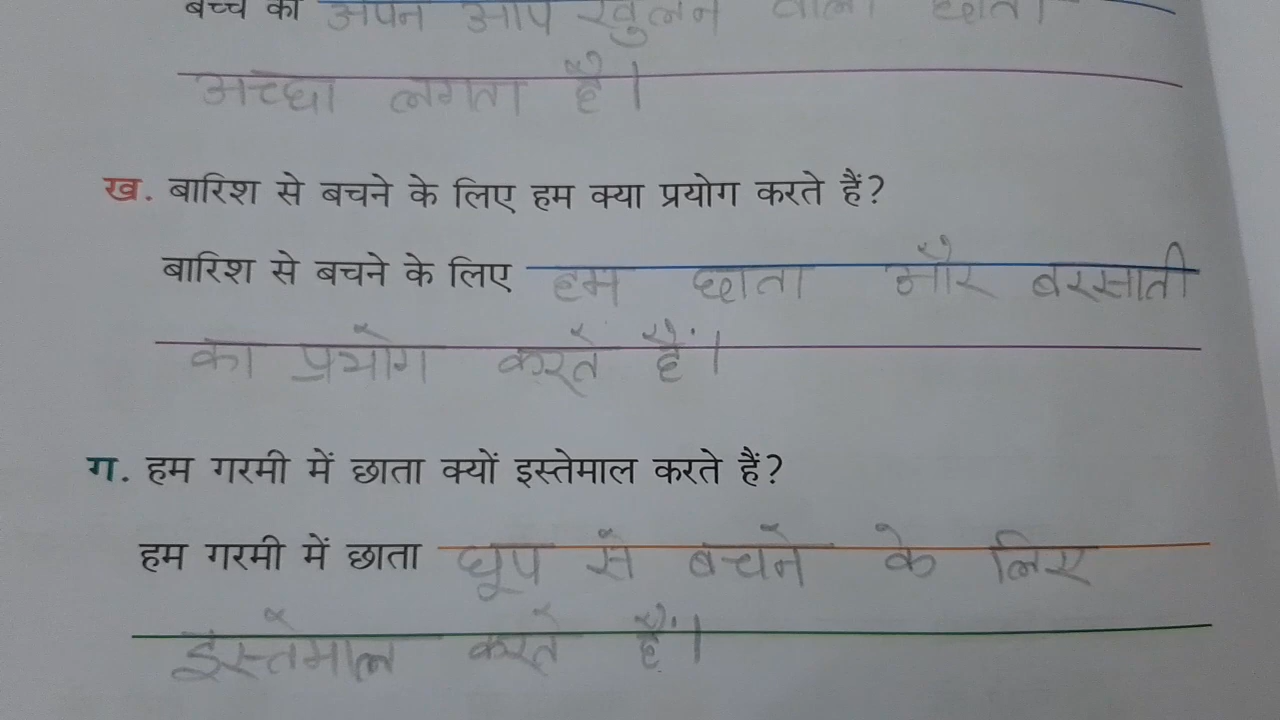 बच्चे को अपने आप खुलने वाला छाता
अच्छा लगता है।
ख. बारिश से बचने के लिए हम क्या प्रयोग करते हैं?
बारिश से बचने के लिए हम छाता और बरसाती
का प्रयोग करते हैं।
ग. हम गरमी में छाता क्यों इस्तेमाल करते हैं?
हम गरमी में छाता धूप से बचने के लिए
इस्तेमाल करते हैं।